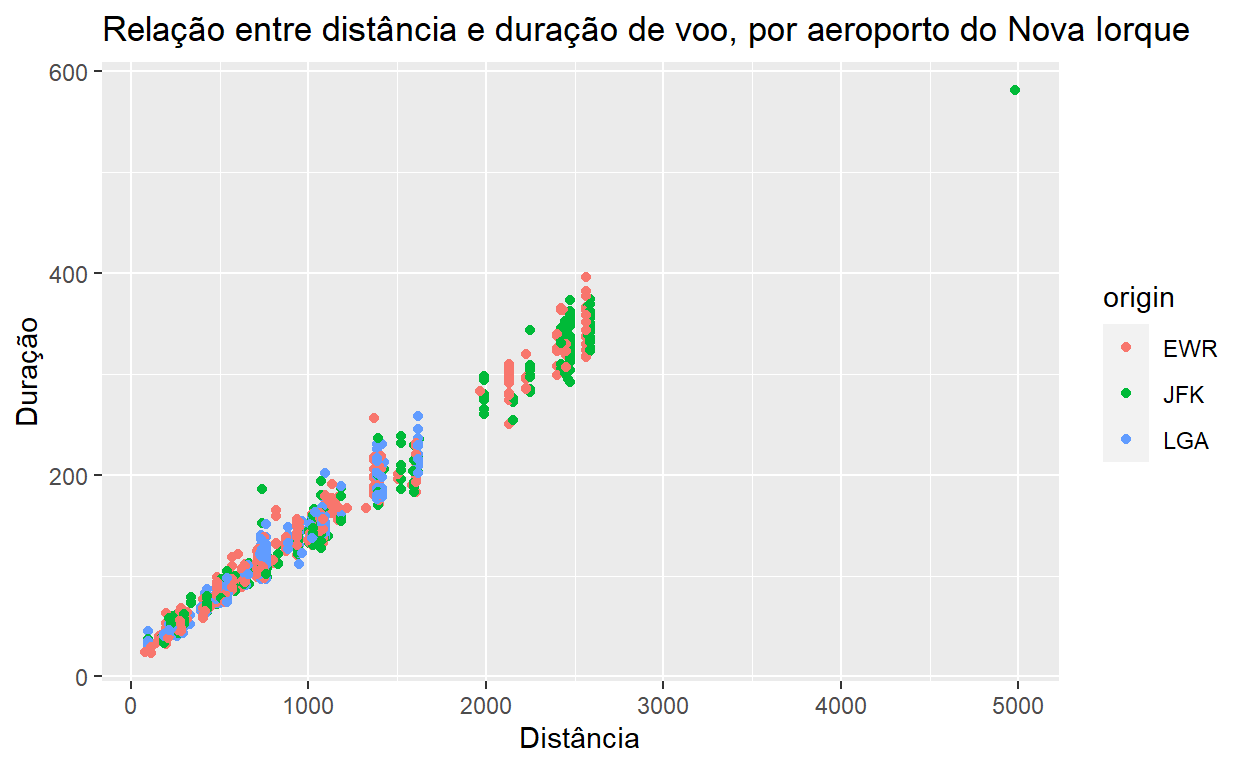 Relação entre distância e duração de voo, por aeroporto do Nova Iorque
600
400
200
0
Duração
0 1000 2000 3000 4000 5000
Distância
origin
EWR
JFK
LGA